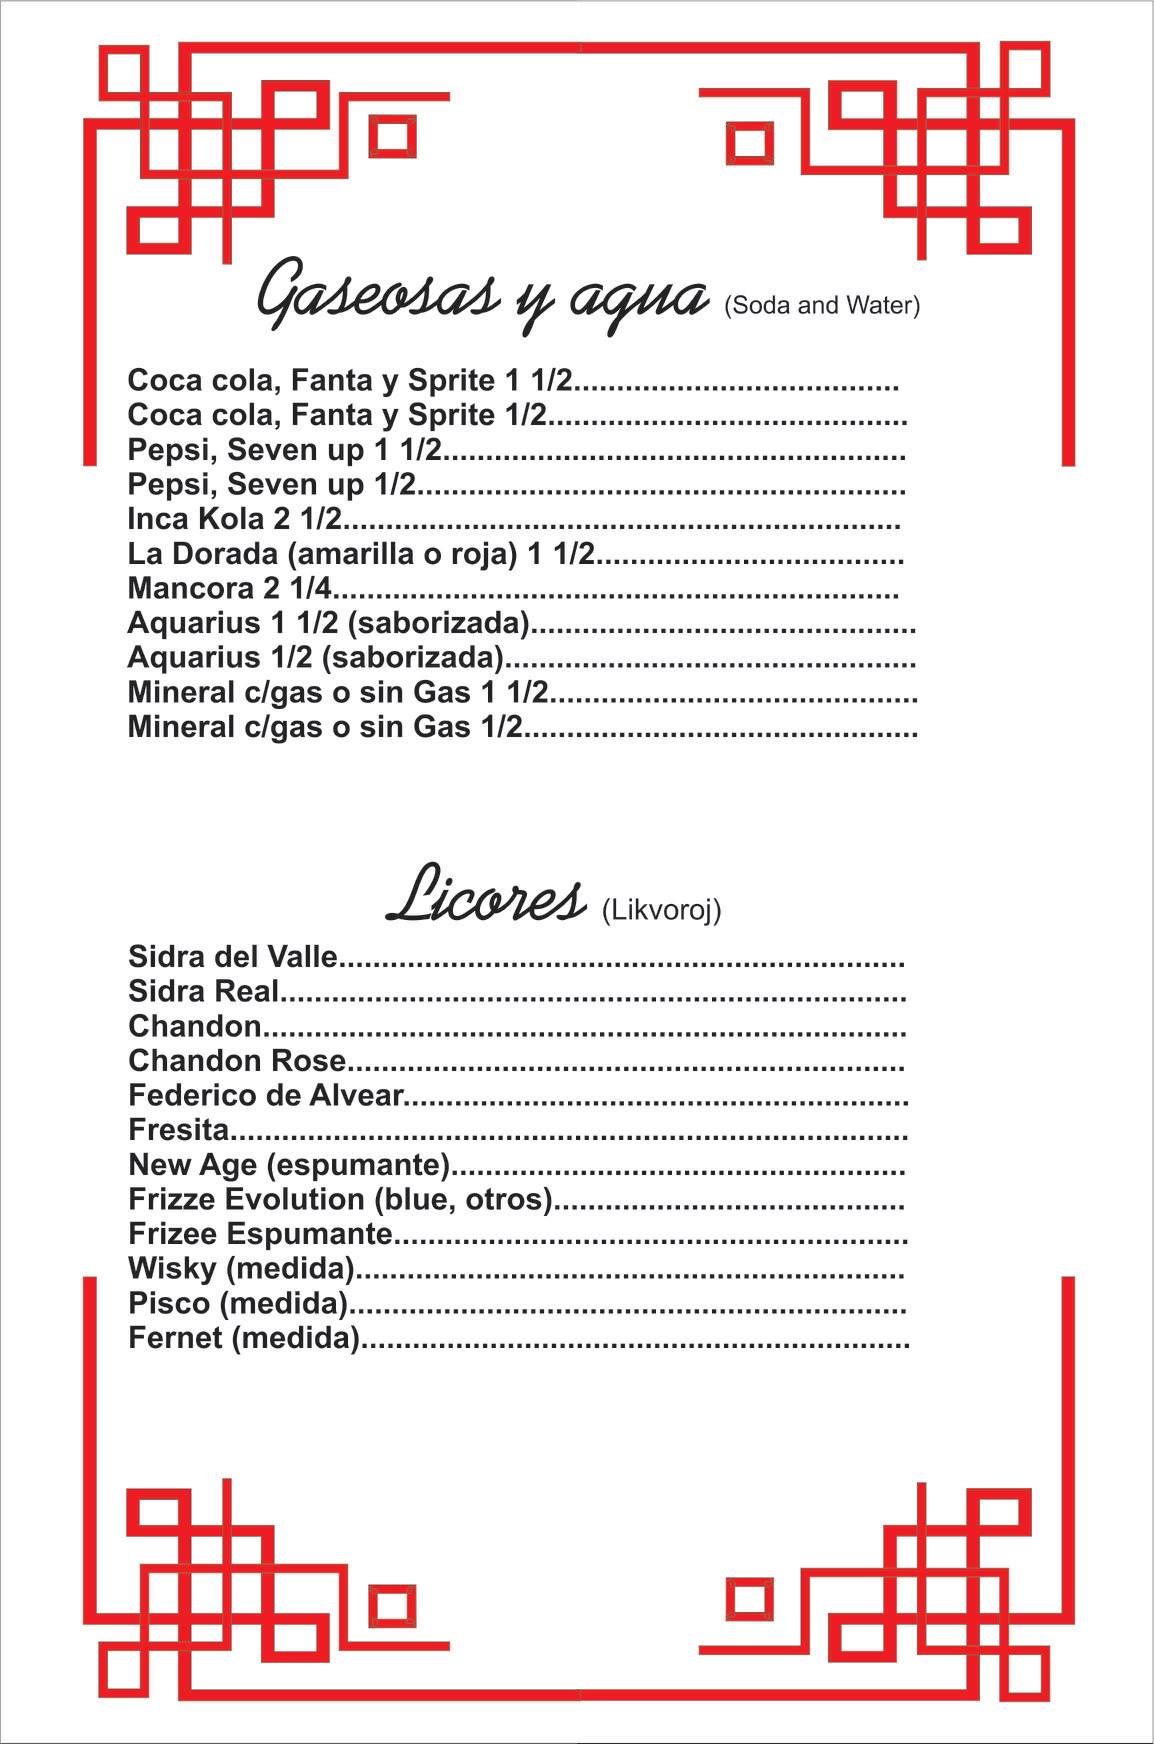 Gaseosas y agua (Soda and Water)
Coca cola, Fanta y Sprite 1 1/2......................................
Coca cola, Fanta y Sprite 1/2..........................................
Pepsi, Seven up 1 1/2......................................................
Pepsi, Seven up 1/2.........................................................
Inca Kola 2 1/2.................................................................
La Dorada (amarilla o roja) 1 1/2....................................
Mancora 2 1/4..................................................................
Aquarius 1 1/2 (saborizada).............................................
Aquarius 1/2 (saborizada)................................................
Mineral c/gas o sin Gas 1 1/2...........................................
Mineral c/gas o sin Gas 1/2..............................................
Licores (Likvoroj)
Sidra del Valle..................................................................
Sidra Real.........................................................................
Chandon...........................................................................
Chandon Rose.................................................................
Federico de Alvear...........................................................
Fresita...............................................................................
New Age (espumante).....................................................
Frizze Evolution (blue, otros).........................................
Frizee Espumante............................................................
Wisky (medida)................................................................
Pisco (medida).................................................................
Fernet (medida)................................................................